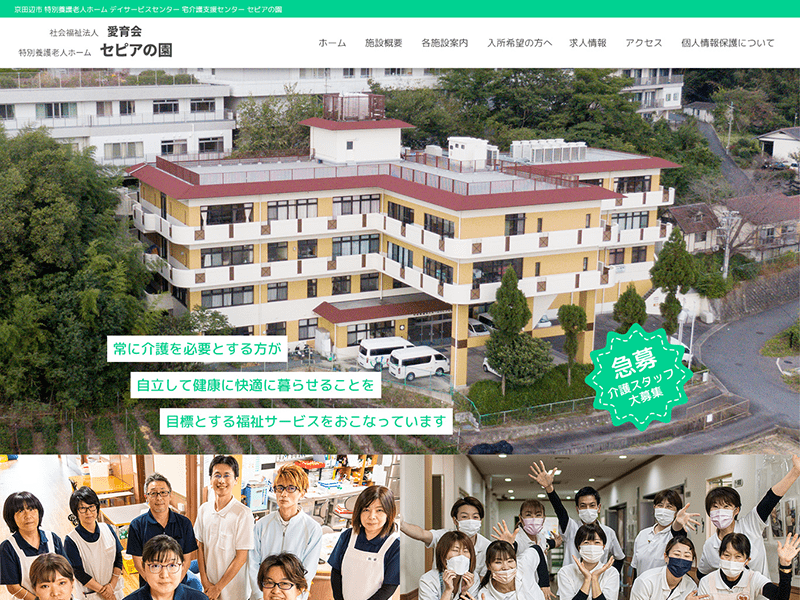 京田辺市 特別養護老人ホーム デイサービスセンター 宅介護支援センター セピアの園
社会福祉法人 愛育会
特別養護老人ホーム セピアの園
ホーム 施設概要 各施設案内 入所希望の方へ 求人情報 アクセス 個人情報保護について
常に介護を必要とする方が
自立して健康に快適に暮らせることを
目標とする福祉サービスをおこなっています
急募
介護スタッフ
大募集